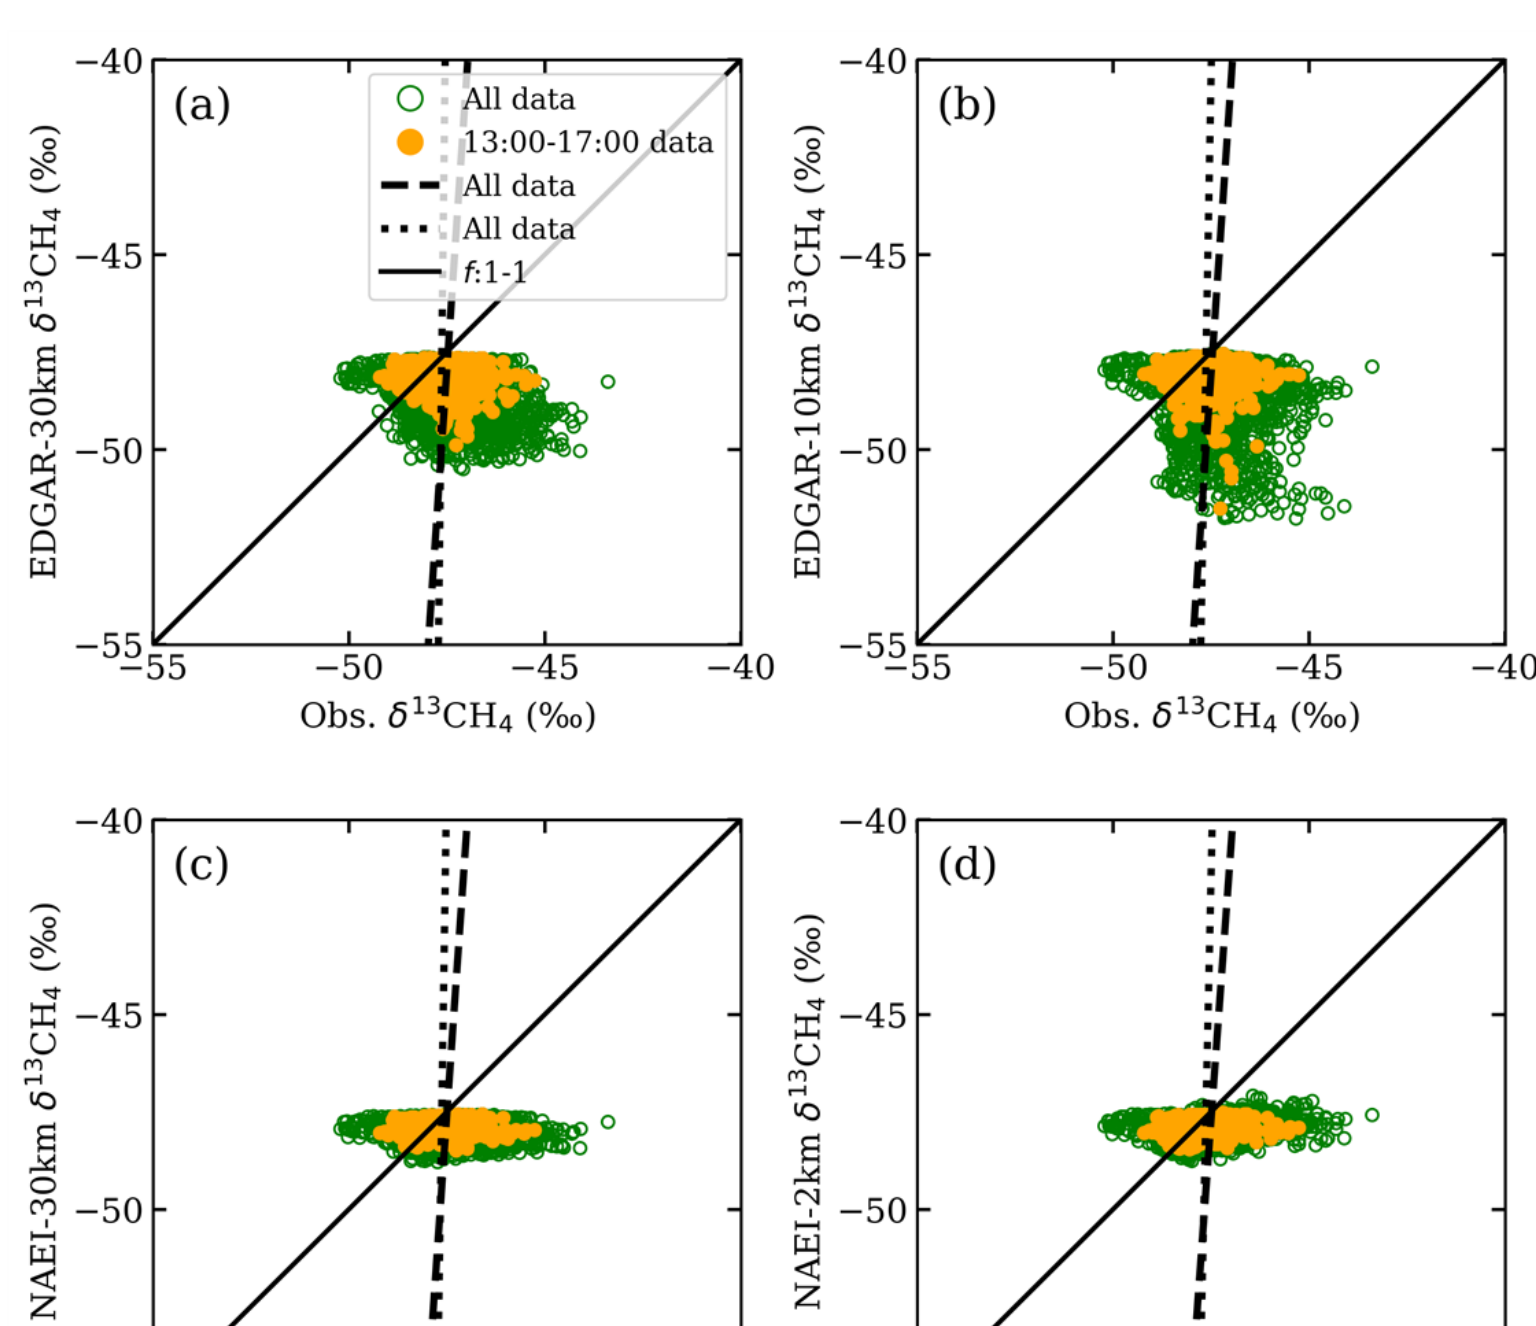 (a)
All data
13:00-17:00 data
All data
All data
f:1-1
−40
−45
−50
−55
EDGAR-30km δ¹³CH₄ (‰)
−55 −50 −45 −40
Obs. δ¹³CH₄ (‰)
(b)
−40
−45
−50
−55
EDGAR-10km δ¹³CH₄ (‰)
−55 −50 −45 −40
Obs. δ¹³CH₄ (‰)
(c)
−40
−45
−50
NAEI-30km δ¹³CH₄ (‰)
(d)
−40
−45
−50
NAEI-2km δ¹³CH₄ (‰)